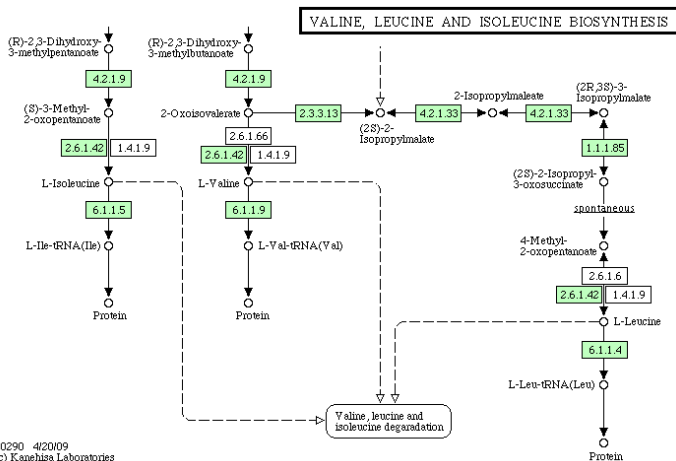 VALINE, LEUCINE AND ISOLEUCINE BIOSYNTHESIS
(R)-2,3-Dihydroxy-
3-methylpentanoate
(R)-2,3-Dihydroxy-
3-methylbutanoate
4.2.1.9
4.2.1.9
2-Isopropylmaleate
(2R,3S)-3-
Isopropylmalate
(S)-3-Methyl-
2-oxopentanoate
2-Oxoisovalerate
2.3.3.13
4.2.1.33
4.2.1.33
(2S)-2-
Isopropylmalate
2.6.1.66
2.6.1.42
1.4.1.9
2.6.1.42
1.4.1.9
1.1.1.85
(2S)-2-Isopropyl-
3-oxosuccinate
L-Isoleucine
L-Valine
spontaneous
6.1.1.5
6.1.1.9
L-Ile-tRNA(Ile)
L-Val-tRNA(Val)
4-Methyl-
2-oxopentanoate
2.6.1.6
2.6.1.42
1.4.1.9
Protein
Protein
L-Leucine
6.1.1.4
L-Leu-tRNA(Leu)
Valine, leucine and
isoleucine degaradation
Protein
0290 4/20/09
c) Kanehisa Laboratories